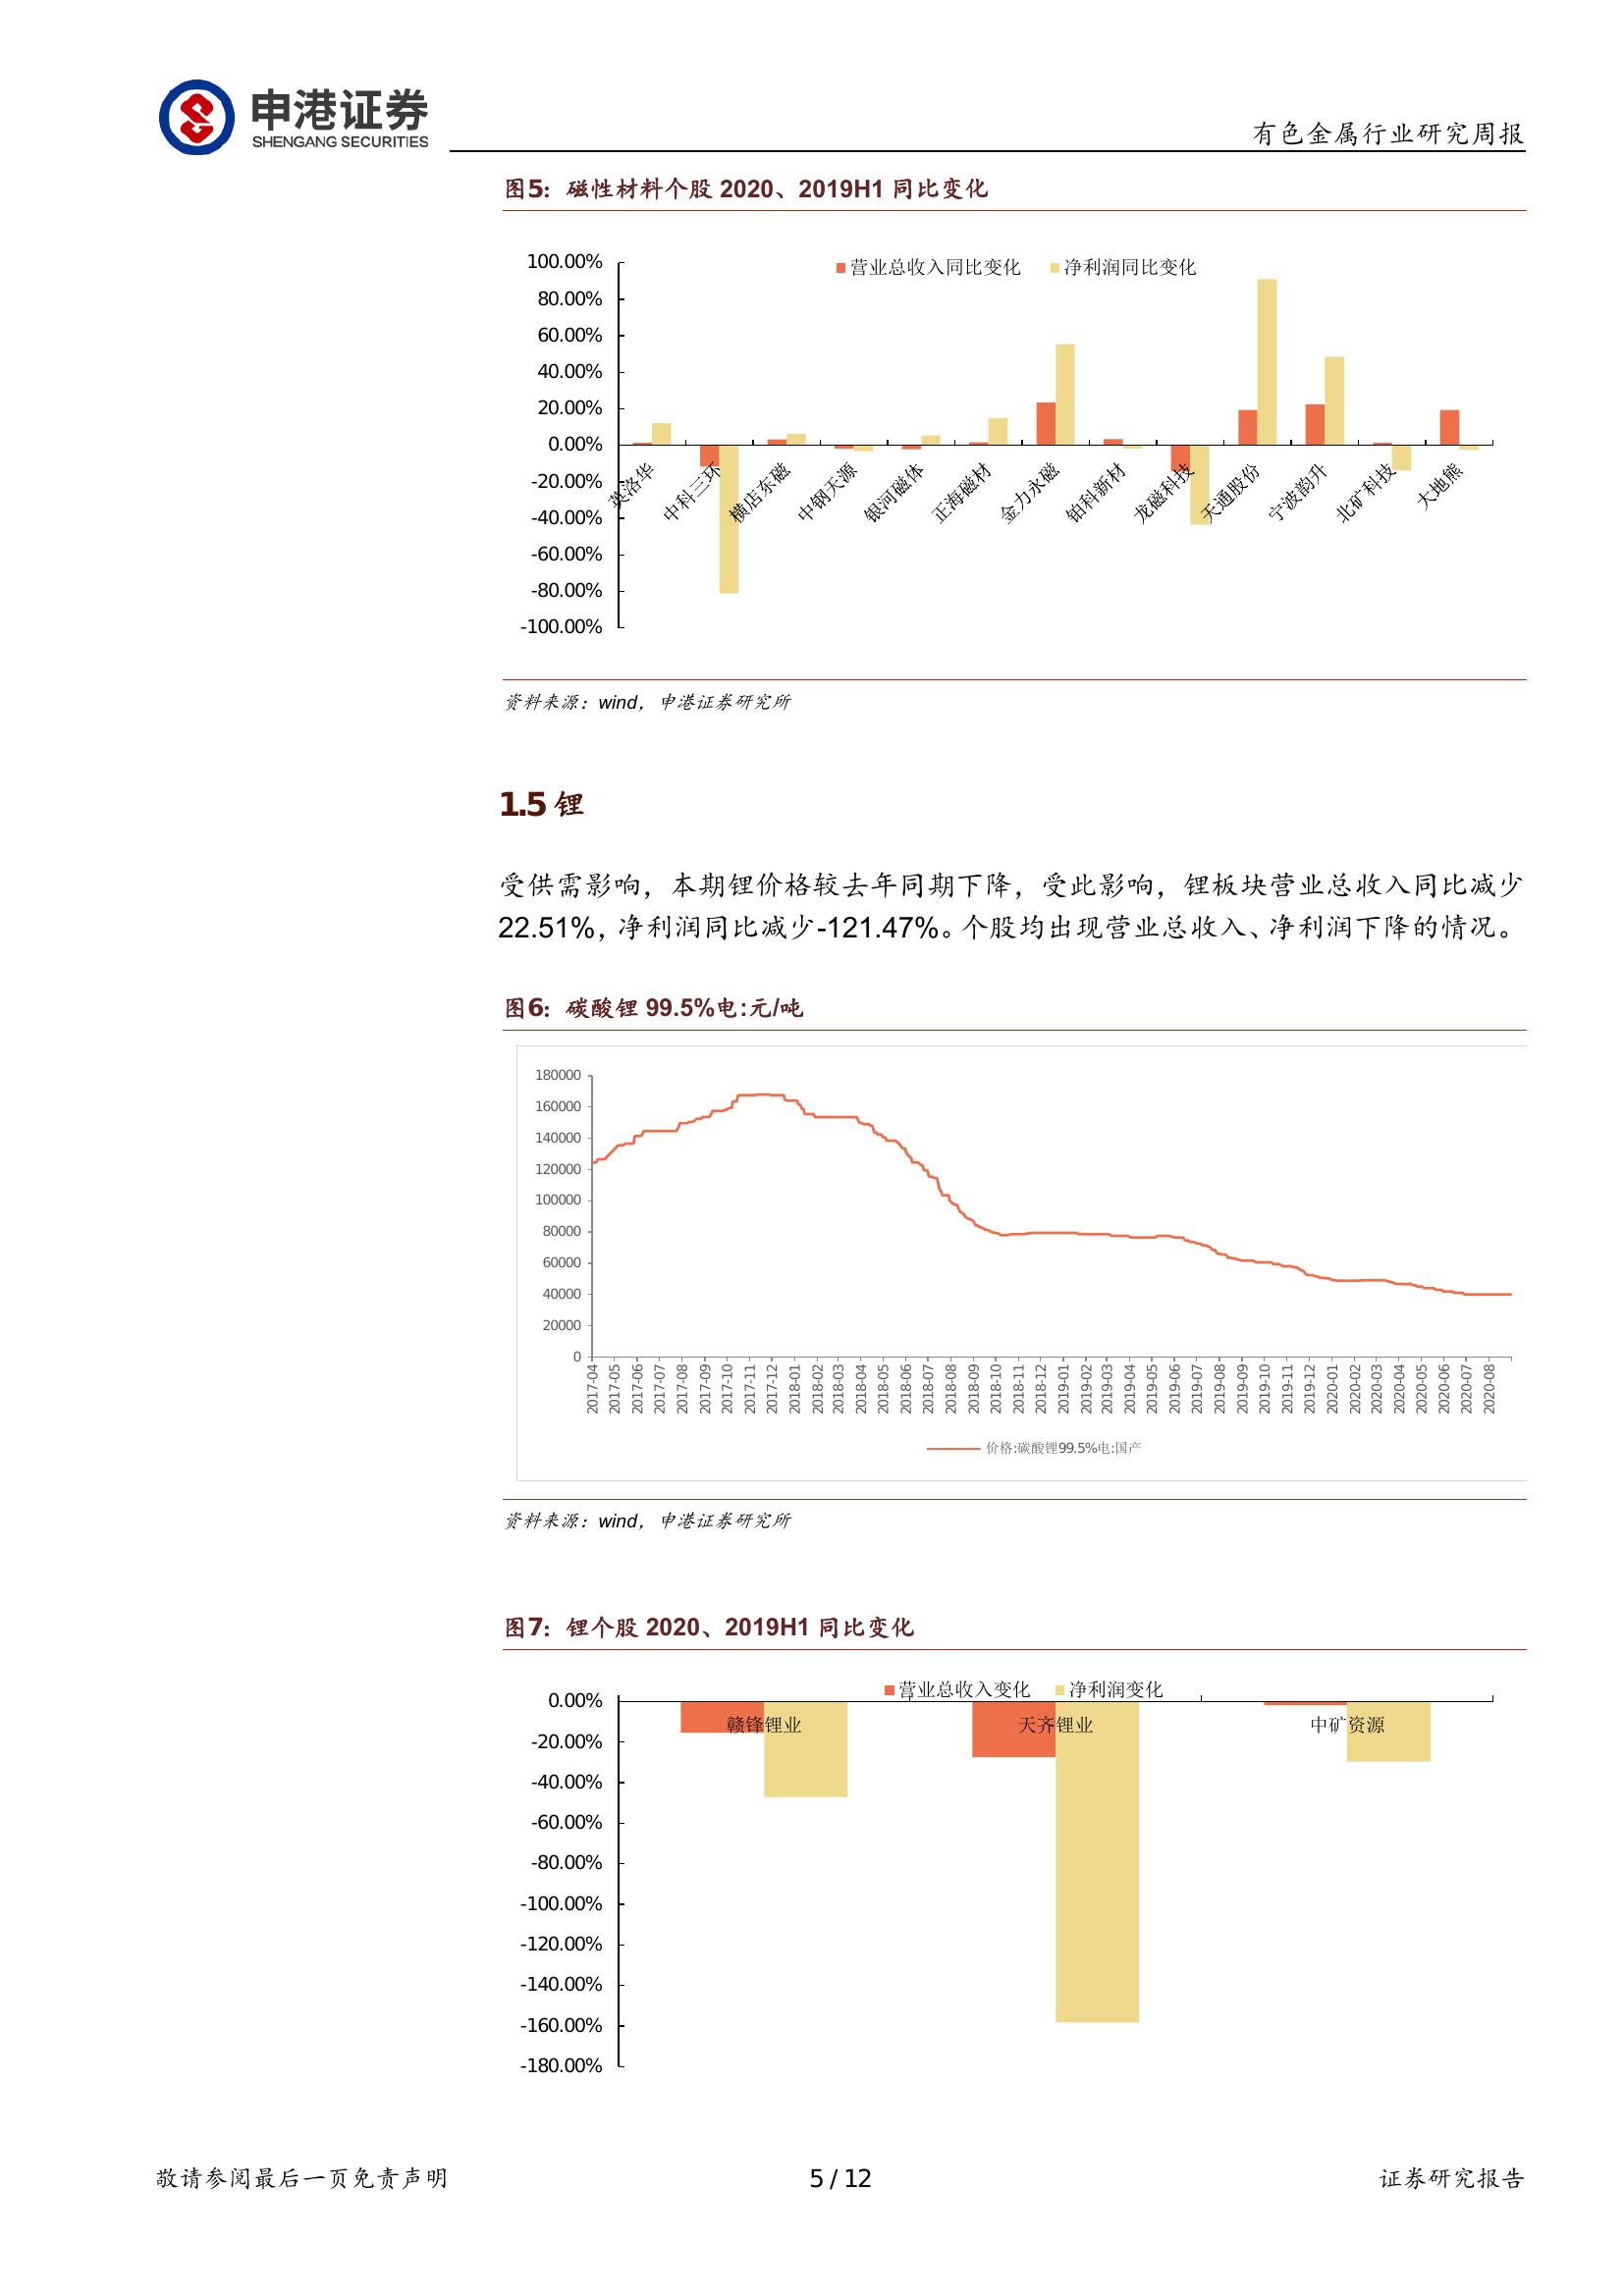 申港证券
SHENGANG SECURITIES
有色金属行业研究周报
图5：磁性材料个股 2020、2019H1 同比变化
营业总收入同比变化 净利润同比变化
100.00%
80.00%
60.00%
40.00%
20.00%
0.00%
-20.00%
-40.00%
-60.00%
-80.00%
-100.00%
英洛华 中科三环 横店东磁 中钢天源 银河磁体 正海磁材 金力永磁 铂科新材 龙磁科技 天通股份 宁波韵升 北矿科技 大地熊
资料来源：wind，申港证券研究所
1.5 锂
受供需影响，本期锂价格较去年同期下降，受此影响，锂板块营业总收入同比减少
22.51%，净利润同比减少-121.47%。个股均出现营业总收入、净利润下降的情况。
图6：碳酸锂 99.5%电:元/吨
180000
160000
140000
120000
100000
80000
60000
40000
20000
0
2017-04 2017-05 2017-06 2017-07 2017-08 2017-09 2017-10 2017-11 2017-12 2018-01 2018-02 2018-03 2018-04 2018-05 2018-06 2018-07 2018-08 2018-09 2018-10 2018-11 2018-12 2019-01 2019-02 2019-03 2019-04 2019-05 2019-06 2019-07 2019-08 2019-09 2019-10 2019-11 2019-12 2020-01 2020-02 2020-03 2020-04 2020-05 2020-06 2020-07 2020-08
价格:碳酸锂99.5%电:国产
资料来源：wind，申港证券研究所
图7：锂个股 2020、2019H1 同比变化
营业总收入变化 净利润变化
0.00%
-20.00%
-40.00%
-60.00%
-80.00%
-100.00%
-120.00%
-140.00%
-160.00%
-180.00%
赣锋锂业 天齐锂业 中矿资源
敬请参阅最后一页免责声明 5 / 12 证券研究报告